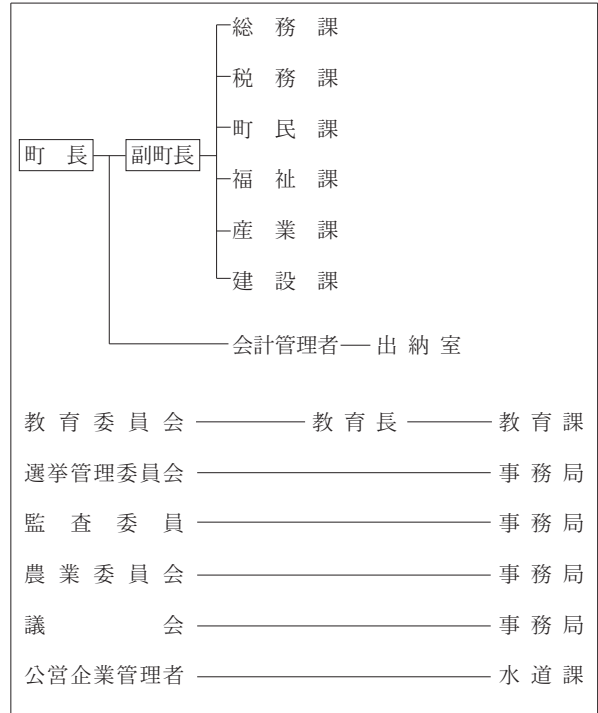 総務課
税務課
町民課
町長 副町長
福祉課
産業課
建設課
会計管理者 出納室
教育委員会 教育長 教育課
選挙管理委員会 事務局
監査委員 事務局
農業委員会 事務局
議会 事務局
公営企業管理者 水道課